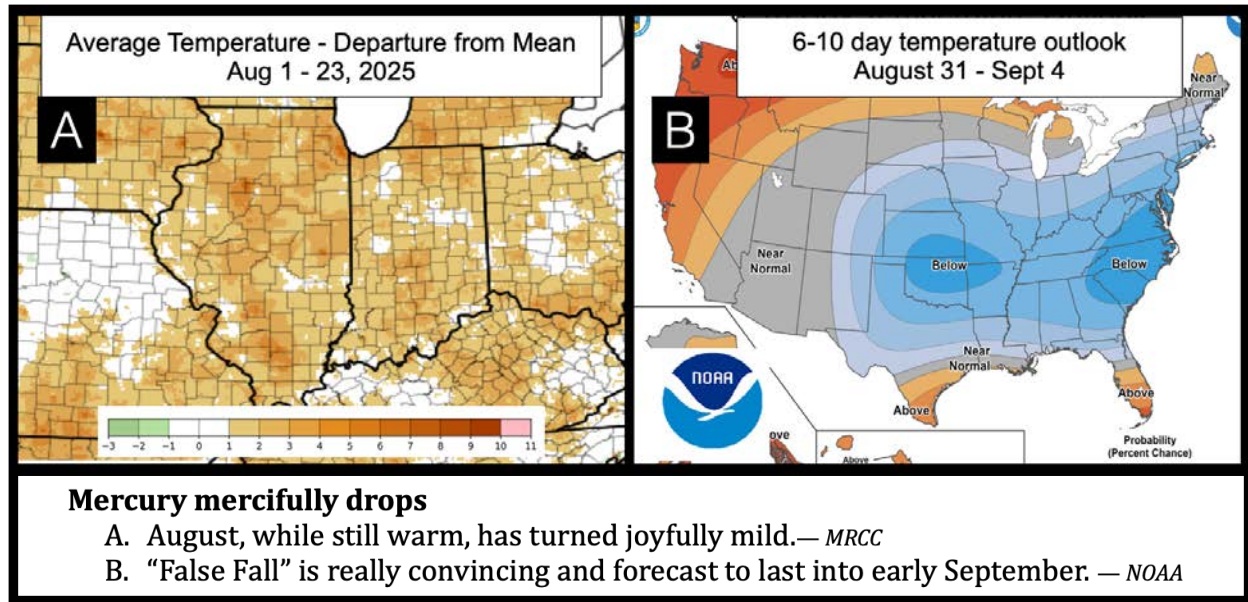 Average Temperature - Departure from Mean
Aug 1 - 23, 2025
A
-3 -2 -1 0 1 2 3 4 5 6 7 8 9 10 11
6-10 day temperature outlook
August 31 - Sept 4
B
Ab
Near
Normal
Near
Normal
Below
Below
Near
Normal
Above
Above
NOAA
ove
Above
Probability
(Percent Chance)
Mercury mercifully drops
A. August, while still warm, has turned joyfully mild.— MRCC
B. “False Fall” is really convincing and forecast to last into early September. — NOAA